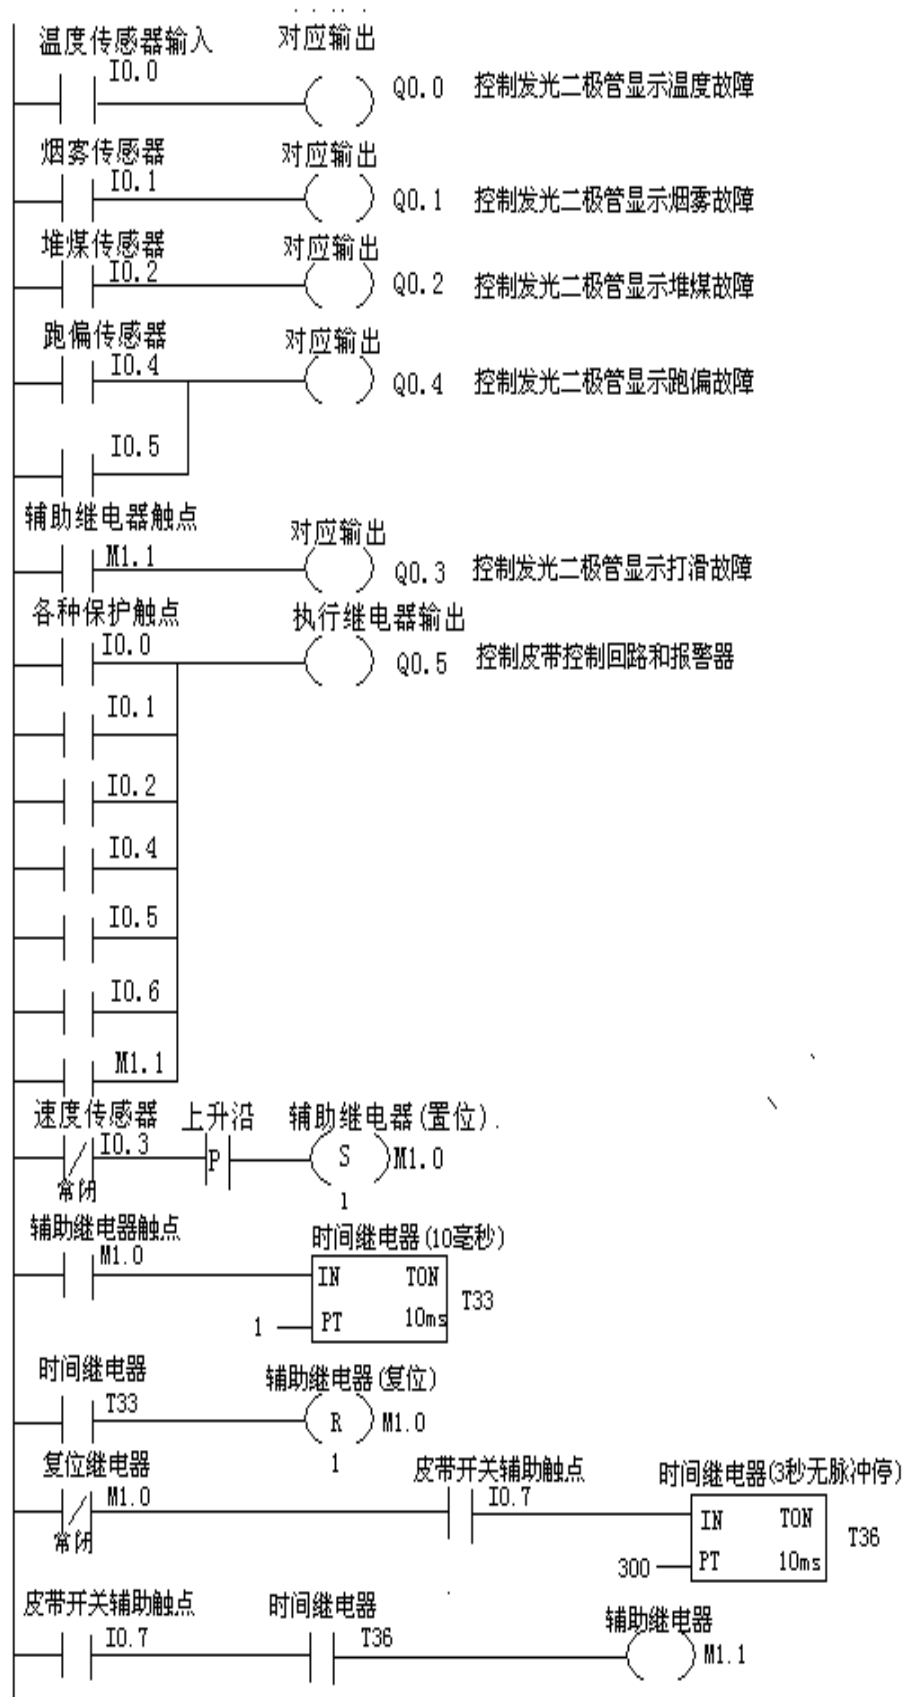 温度传感器输入 对应输出
I0.0 Q0.0 控制发光二极管显示温度故障
烟雾传感器 对应输出
I0.1 Q0.1 控制发光二极管显示烟雾故障
堆煤传感器 对应输出
I0.2 Q0.2 控制发光二极管显示堆煤故障
跑偏传感器 对应输出
I0.4 Q0.4 控制发光二极管显示跑偏故障
I0.5
辅助继电器触点 对应输出
M1.1 Q0.3 控制发光二极管显示打滑故障
各种保护触点 执行继电器输出
I0.0 Q0.5 控制皮带控制回路和报警器
I0.1
I0.2
I0.4
I0.5
I0.6
M1.1
速度传感器 上升沿 辅助继电器(置位).
I0.3 P S M1.0
常闭 1
辅助继电器触点 时间继电器(10毫秒)
M1.0 IN TON T33
1 PT 10ms
时间继电器 辅助继电器(复位)
T33 R M1.0
1
复位继电器 皮带开关辅助触点 时间继电器(3秒无脉冲停)
M1.0 I0.7 IN TON T36
常闭 300 PT 10ms
皮带开关辅助触点 时间继电器 辅助继电器
I0.7 T36 M1.1